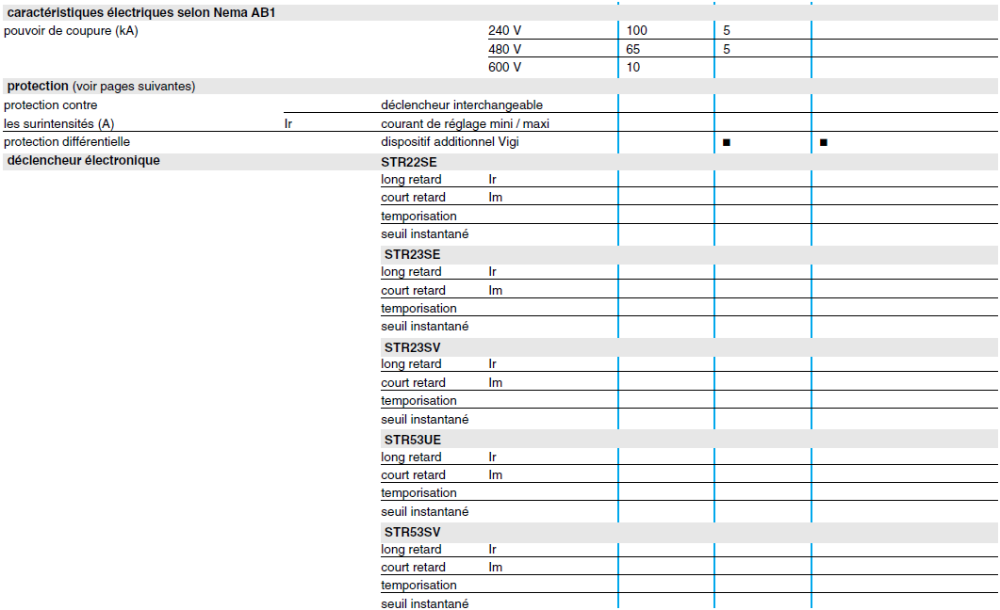 caractéristiques électriques selon Nema AB1
pouvoir de coupure (kA) 240 V 100 5
480 V 65 5
600 V 10
protection (voir pages suivantes)
protection contre déclencheur interchangeable
les surintensités (A) Ir courant de réglage mini / maxi
protection différentielle dispositif additionnel Vigi ■ ■
déclencheur électronique STR22SE
long retard Ir
court retard Im
temporisation
seuil instantané
STR23SE
long retard Ir
court retard Im
temporisation
seuil instantané
STR23SV
long retard Ir
court retard Im
temporisation
seuil instantané
STR53UE
long retard Ir
court retard Im
temporisation
seuil instantané
STR53SV
long retard Ir
court retard Im
temporisation
seuil instantané